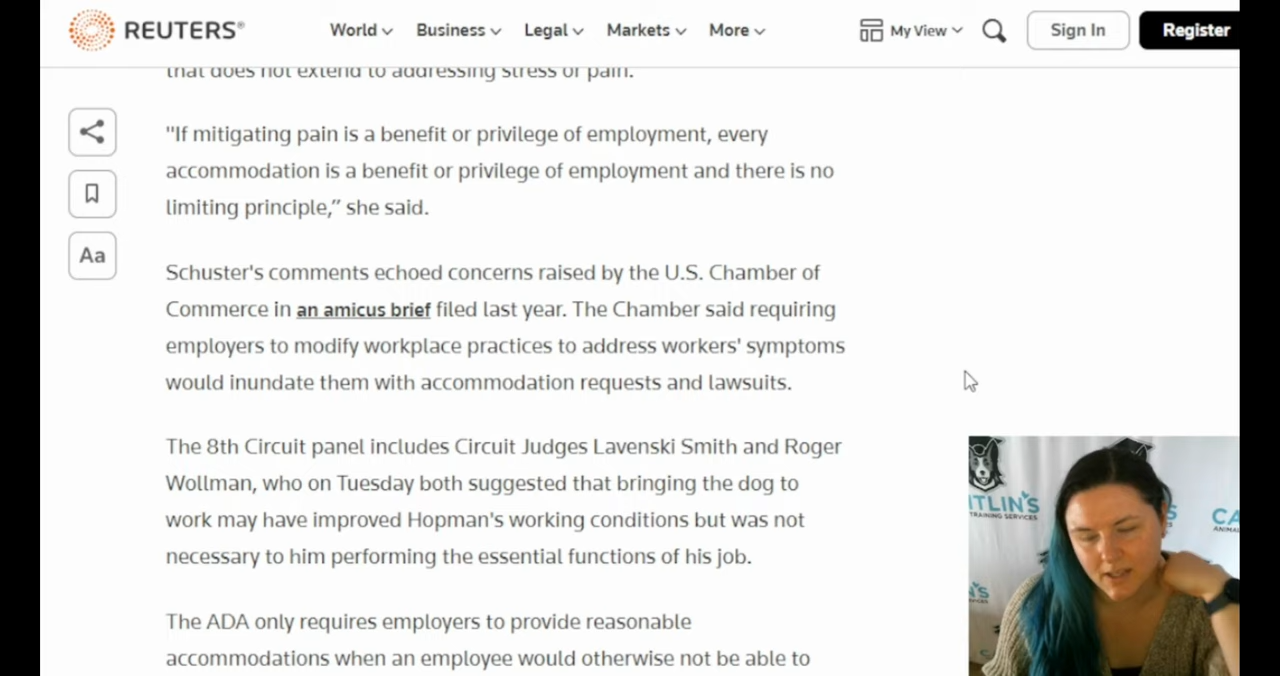 REUTERS®
World Business Legal Markets More My View Sign In Register
that does not extend to addressing stress or pain.
"If mitigating pain is a benefit or privilege of employment, every
accommodation is a benefit or privilege of employment and there is no
limiting principle,” she said.
Aa
Schuster's comments echoed concerns raised by the U.S. Chamber of
Commerce in an amicus brief filed last year. The Chamber said requiring
employers to modify workplace practices to address workers' symptoms
would inundate them with accommodation requests and lawsuits.
The 8th Circuit panel includes Circuit Judges Lavenski Smith and Roger
Wollman, who on Tuesday both suggested that bringing the dog to
work may have improved Hopman's working conditions but was not
necessary to him performing the essential functions of his job.
The ADA only requires employers to provide reasonable
accommodations when an employee would otherwise not be able to
ITLIN'S
TRAINING SERVICES
CA
ANIMAL
N'S
SERVICES